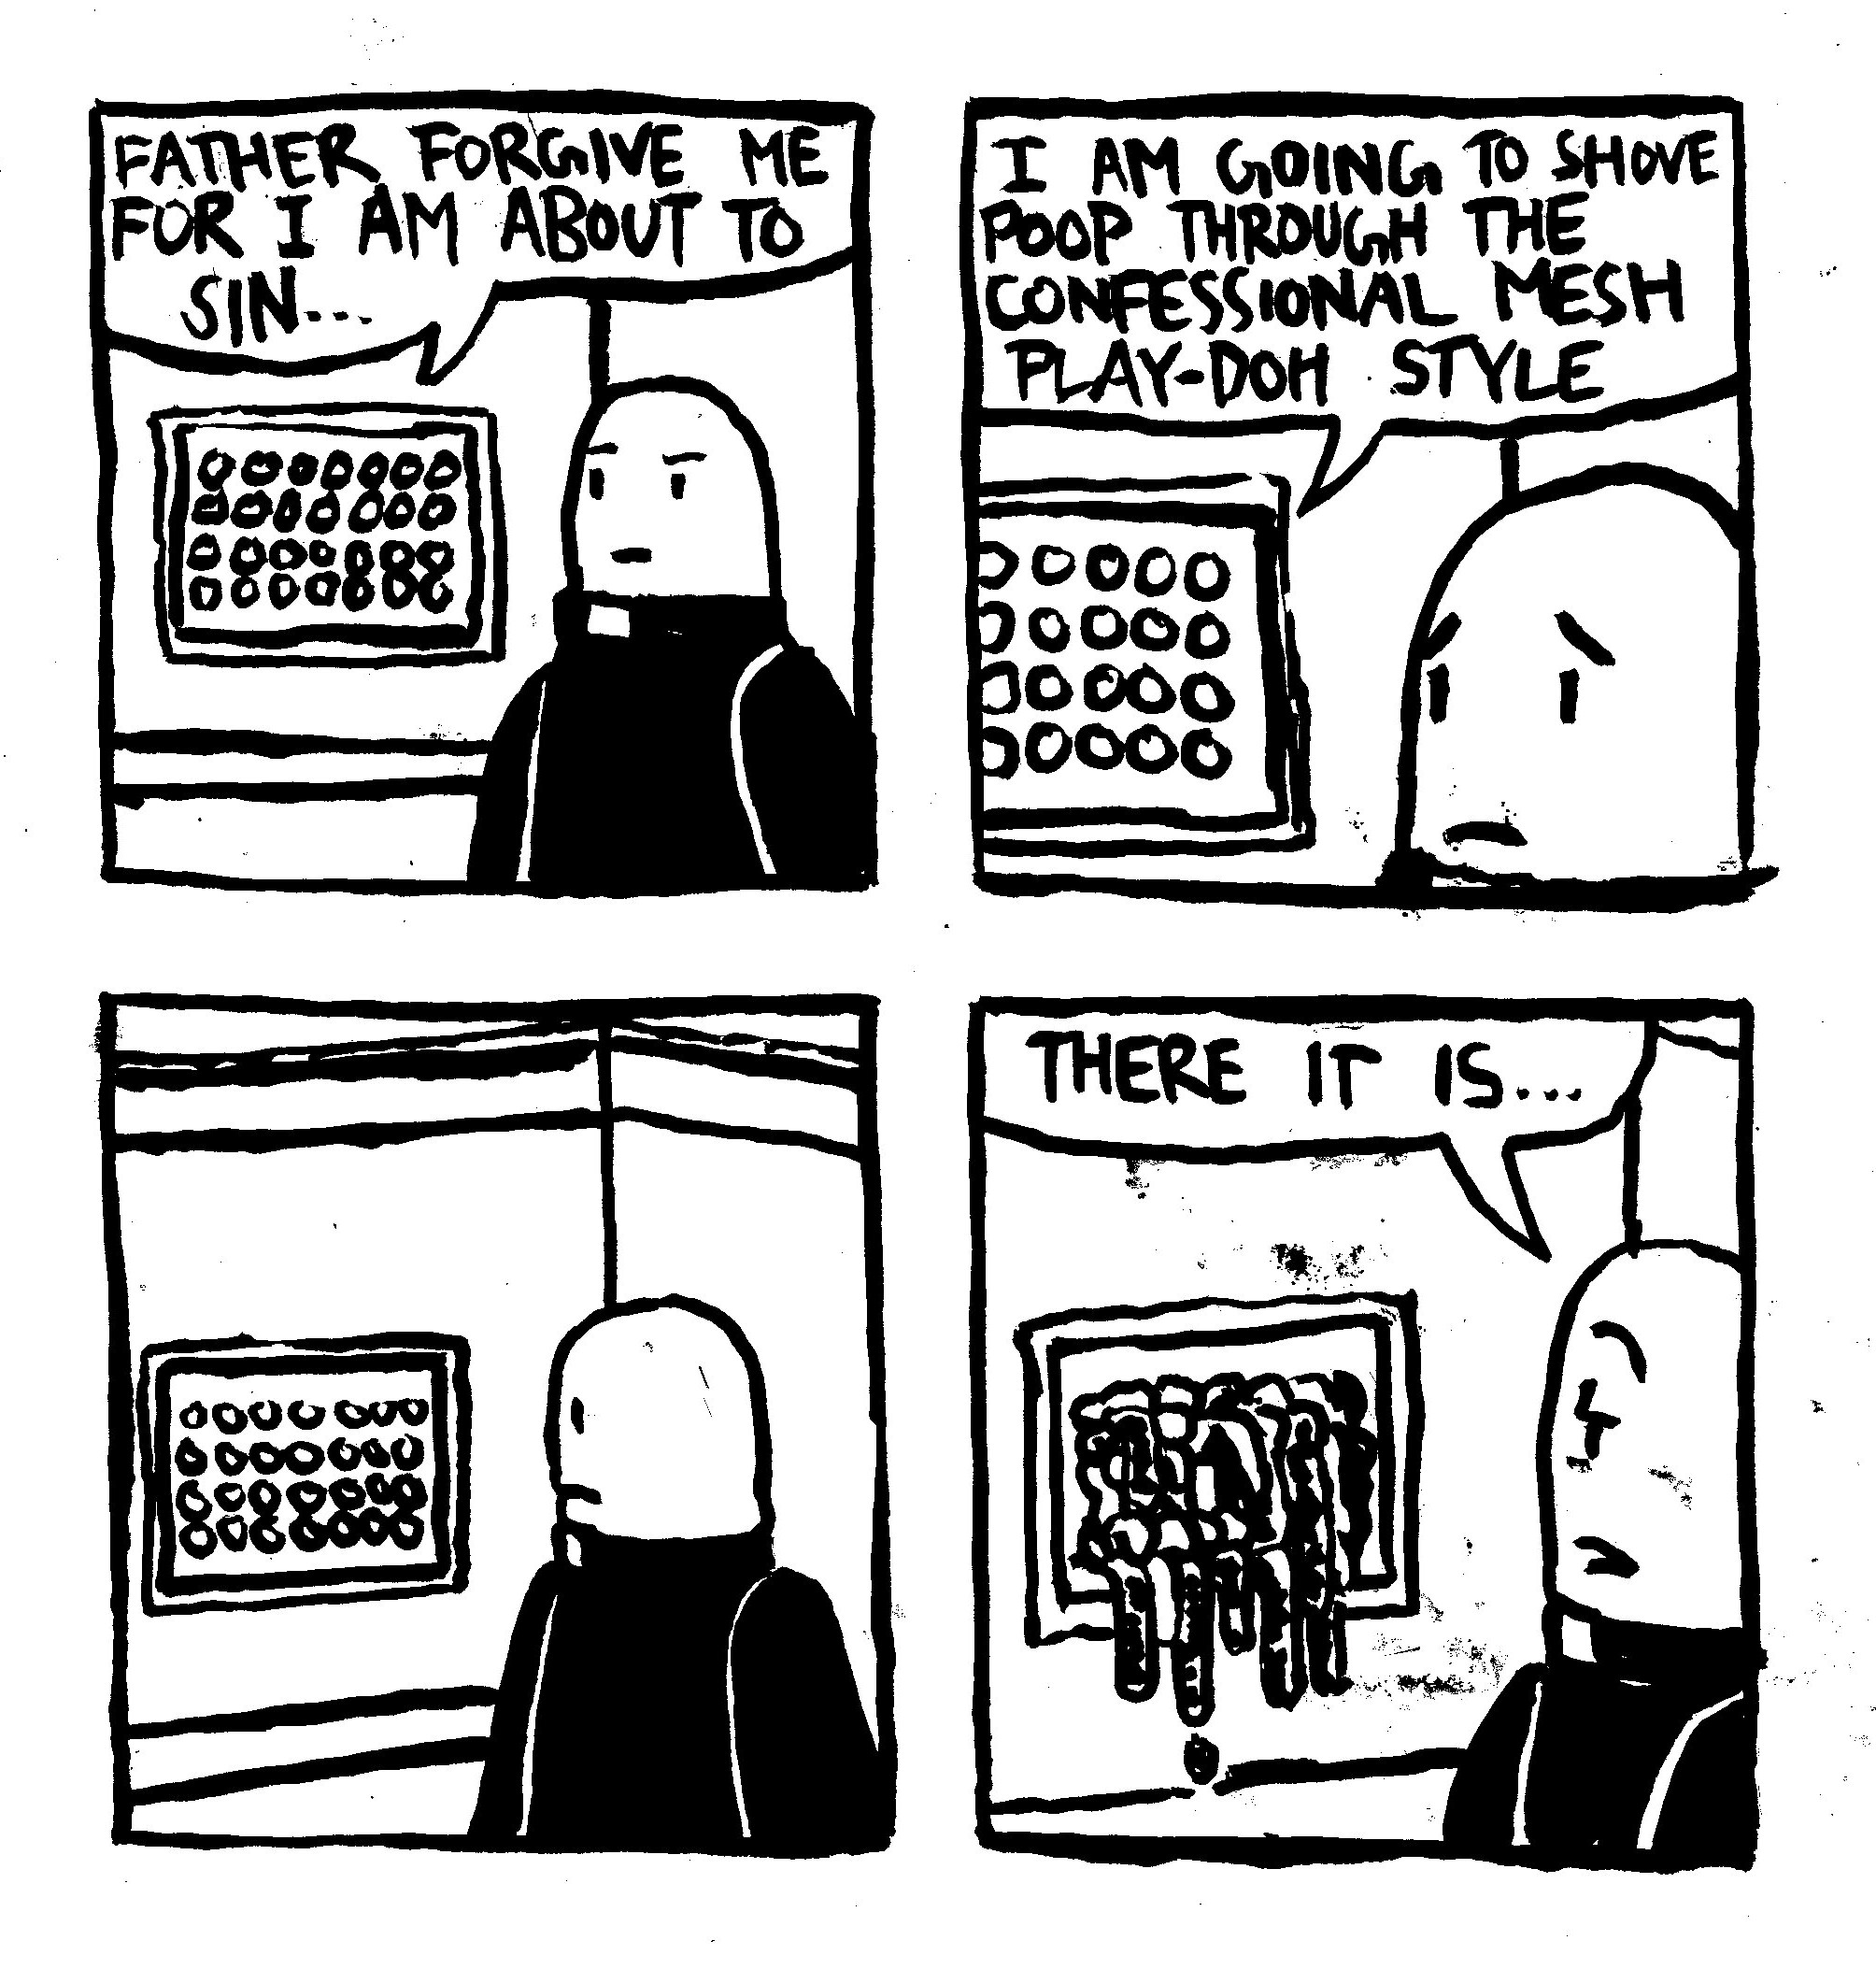 FATHER FORGIVE ME
FOR I AM ABOUT TO
SIN...
I AM GOING TO SHOVE
POOP THROUGH THE
CONFESSIONAL MESH
PLAY-DOH STYLE
THERE IT IS...